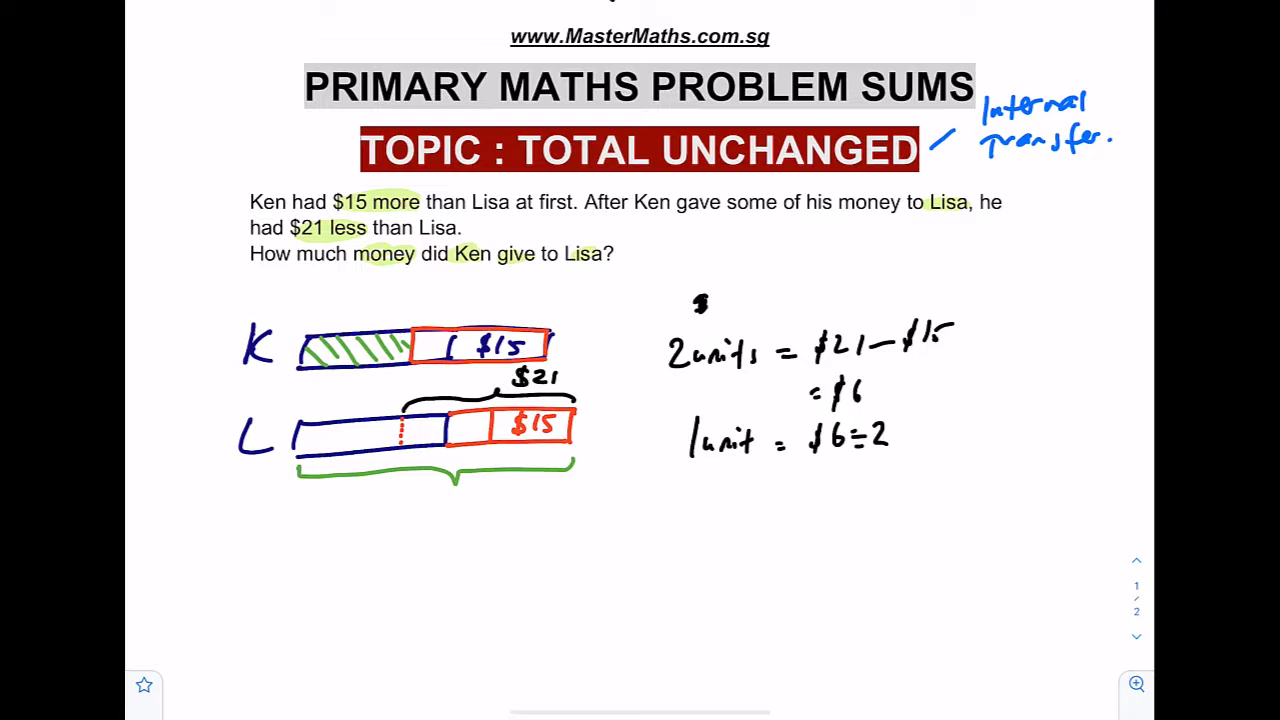 www.MasterMaths.com.sg
PRIMARY MATHS PROBLEM SUMS
TOPIC : TOTAL UNCHANGED
Internal
Transfer.
Ken had $15 more than Lisa at first. After Ken gave some of his money to Lisa, he
had $21 less than Lisa.
How much money did Ken give to Lisa?
K
$15
$21
L
$15
2units = $21 - $15
= $6
1unit = $6÷2
1
/
2